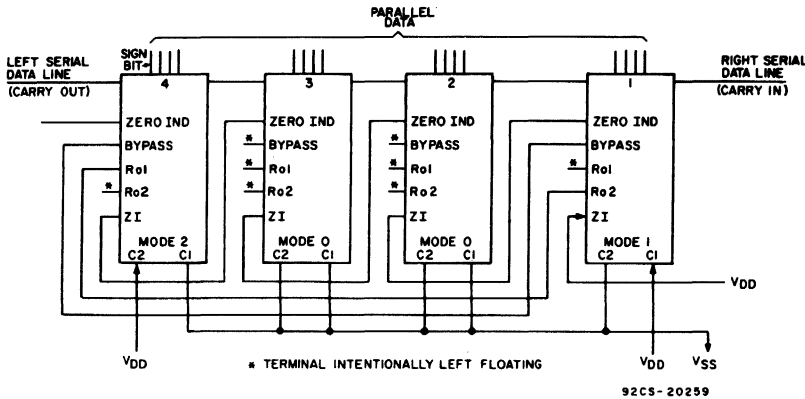 PARALLEL
DATA
LEFT SERIAL
DATA LINE
(CARRY OUT)
SIGN
BIT
RIGHT SERIAL
DATA LINE
(CARRY IN)
4
ZERO IND
BYPASS
Ro1
* Ro2
ZI
MODE 2
C2 C1
3
ZERO IND
* BYPASS
* Ro1
* Ro2
ZI
MODE 0
C2 C1
2
ZERO IND
* BYPASS
* Ro1
* Ro2
ZI
MODE 0
C2 C1
1
ZERO IND
BYPASS
* Ro1
Ro2
ZI
MODE 1
C2 C1
VDD
VDD
* TERMINAL INTENTIONALLY LEFT FLOATING
VDD
VSS
92CS-20259